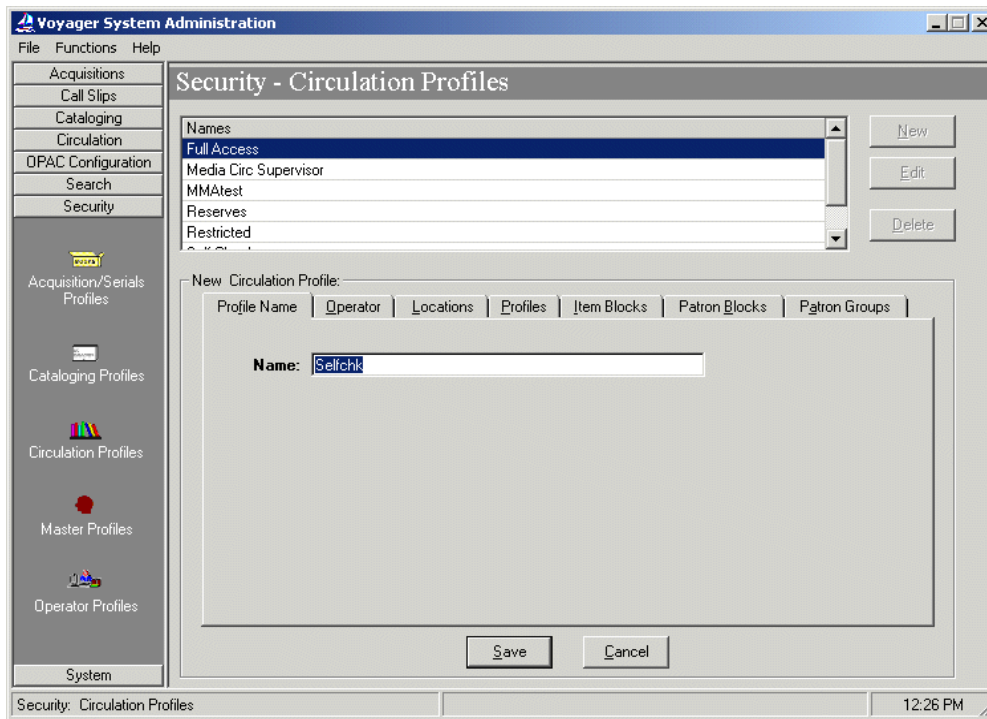 Voyager System Administration
File Functions Help
Acquisitions
Call Slips
Cataloging
Circulation
OPAC Configuration
Search
Security
Acquisition/Serials
Profiles
Cataloging Profiles
Circulation Profiles
Master Profiles
Operator Profiles
System
Security - Circulation Profiles
Names
Full Access
Media Circ Supervisor
MMAtest
Reserves
Restricted
New
Edit
Delete
New Circulation Profile:
Profile Name Operator Locations Profiles Item Blocks Patron Blocks Patron Groups
Name: Selfchk
Save Cancel
Security: Circulation Profiles 12:26 PM